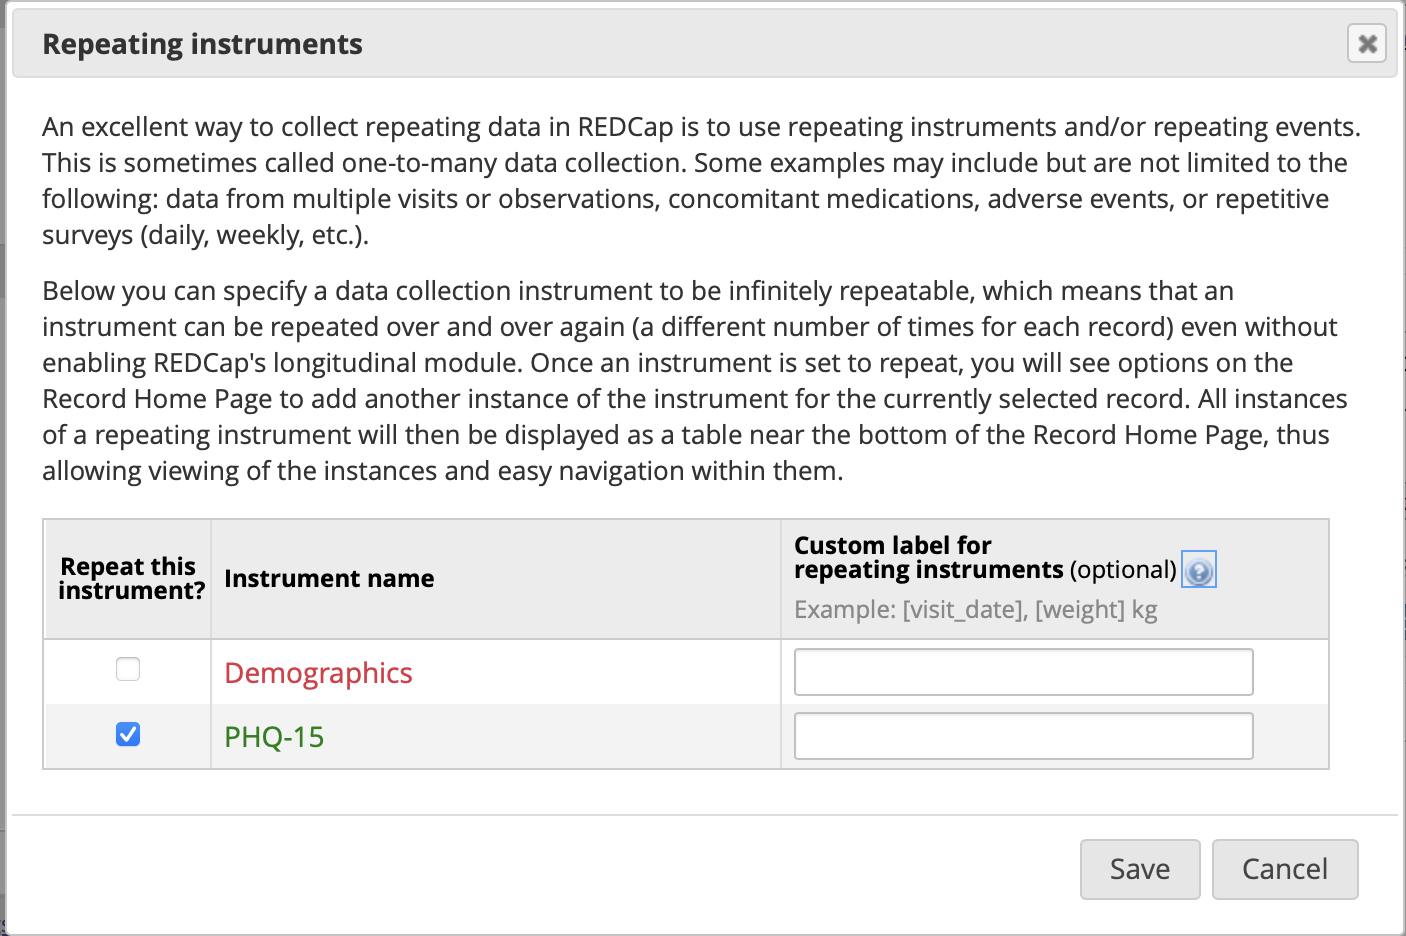 Repeating instruments
An excellent way to collect repeating data in REDCap is to use repeating instruments and/or repeating events.
This is sometimes called one-to-many data collection. Some examples may include but are not limited to the
following: data from multiple visits or observations, concomitant medications, adverse events, or repetitive
surveys (daily, weekly, etc.).
Below you can specify a data collection instrument to be infinitely repeatable, which means that an
instrument can be repeated over and over again (a different number of times for each record) even without
enabling REDCap's longitudinal module. Once an instrument is set to repeat, you will see options on the
Record Home Page to add another instance of the instrument for the currently selected record. All instances
of a repeating instrument will then be displayed as a table near the bottom of the Record Home Page, thus
allowing viewing of the instances and easy navigation within them.
Repeat this
instrument?
Instrument name
Custom label for
repeating instruments (optional) ?
Example: [visit_date], [weight] kg
Demographics
PHQ-15
Save
Cancel